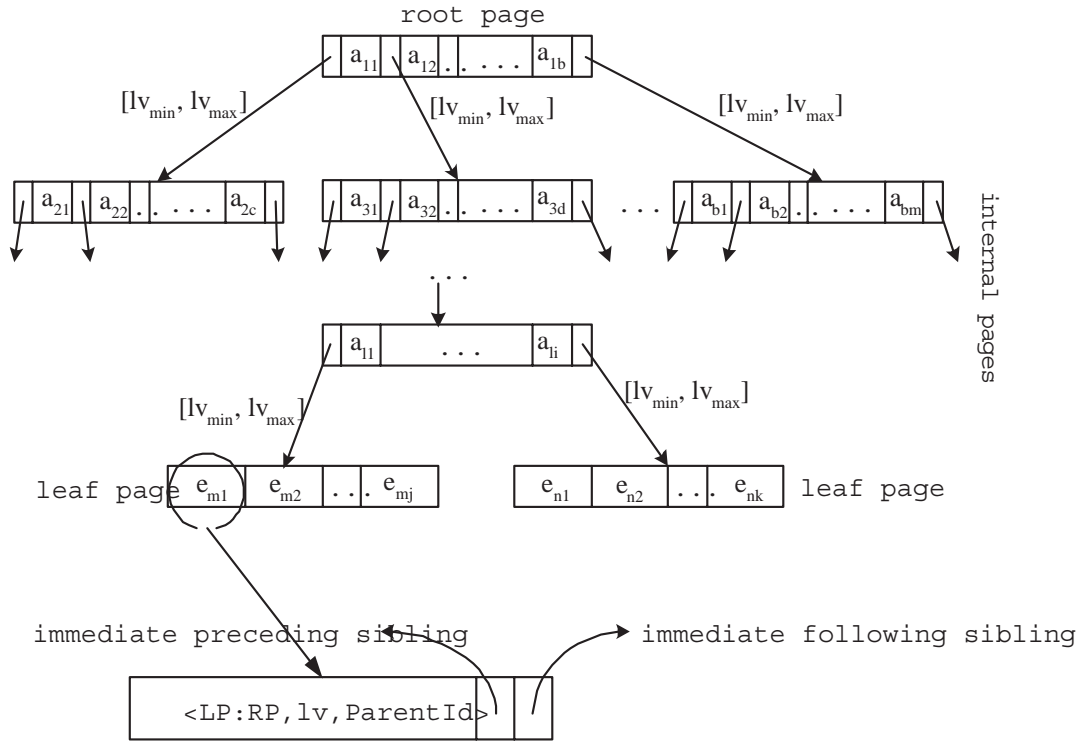 root page
a11 a12 . . . . . . a1b
[lvmin, lvmax] [lvmin, lvmax] [lvmin, lvmax]
a21 a22 . . . . . . a2c a31 a32 . . . . . . a3d . . . ab1 ab2 . . . . . . abm
internal pages
. . .
al1 . . . ali
[lvmin, lvmax] [lvmin, lvmax]
leaf page em1 em2 . . . emj en1 en2 . . . enk leaf page
immediate preceding sibling immediate following sibling
<LP:RP,lv,ParentId>